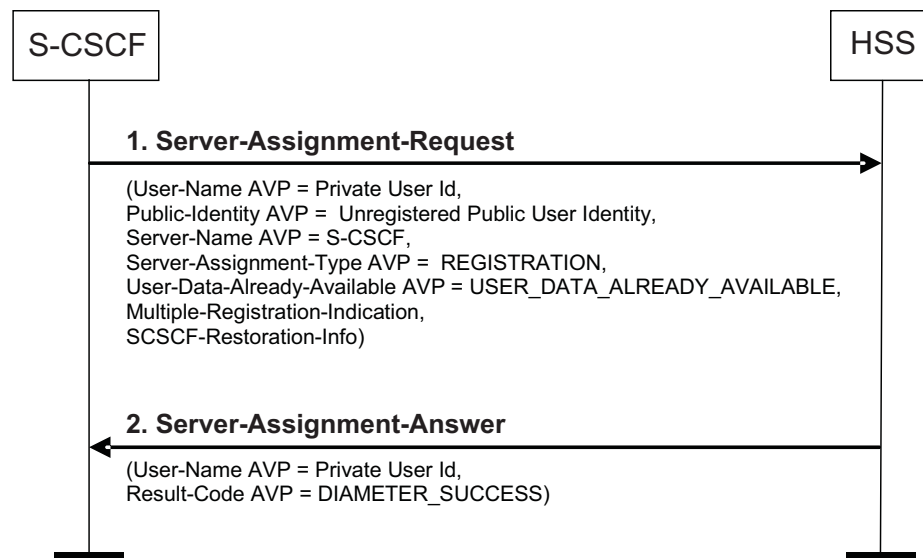 S-CSCF
HSS
1. Server-Assignment-Request
(User-Name AVP = Private User Id,
Public-Identity AVP = Unregistered Public User Identity,
Server-Name AVP = S-CSCF,
Server-Assignment-Type AVP = REGISTRATION,
User-Data-Already-Available AVP = USER_DATA_ALREADY_AVAILABLE,
Multiple-Registration-Indication,
SCSCF-Restoration-Info)
2. Server-Assignment-Answer
(User-Name AVP = Private User Id,
Result-Code AVP = DIAMETER_SUCCESS)